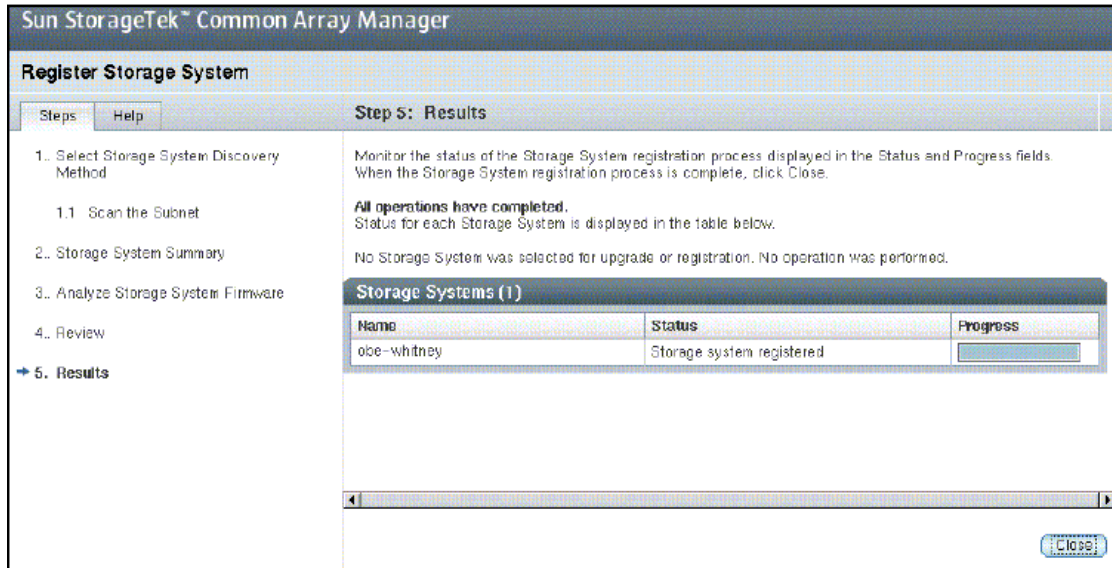 Sun StorageTek™ Common Array Manager
Register Storage System
Steps
Help
1.. Select Storage System Discovery
Method
1.1 Scan the Subnet
2.. Storage System Summary
3.. Analyze Storage System Firmware
4.. Review
5. Results
Step 5: Results
Monitor the status of the Storage System registration process displayed in the Status and Progress fields.
When the Storage System registration process is complete, click Close.
All operations have completed.
Status for each Storage System is displayed in the table below.
No Storage System was selected for upgrade or registration. No operation was performed.
Storage Systems (1)
Name Status Progress
obe-whitney Storage system registered
Close